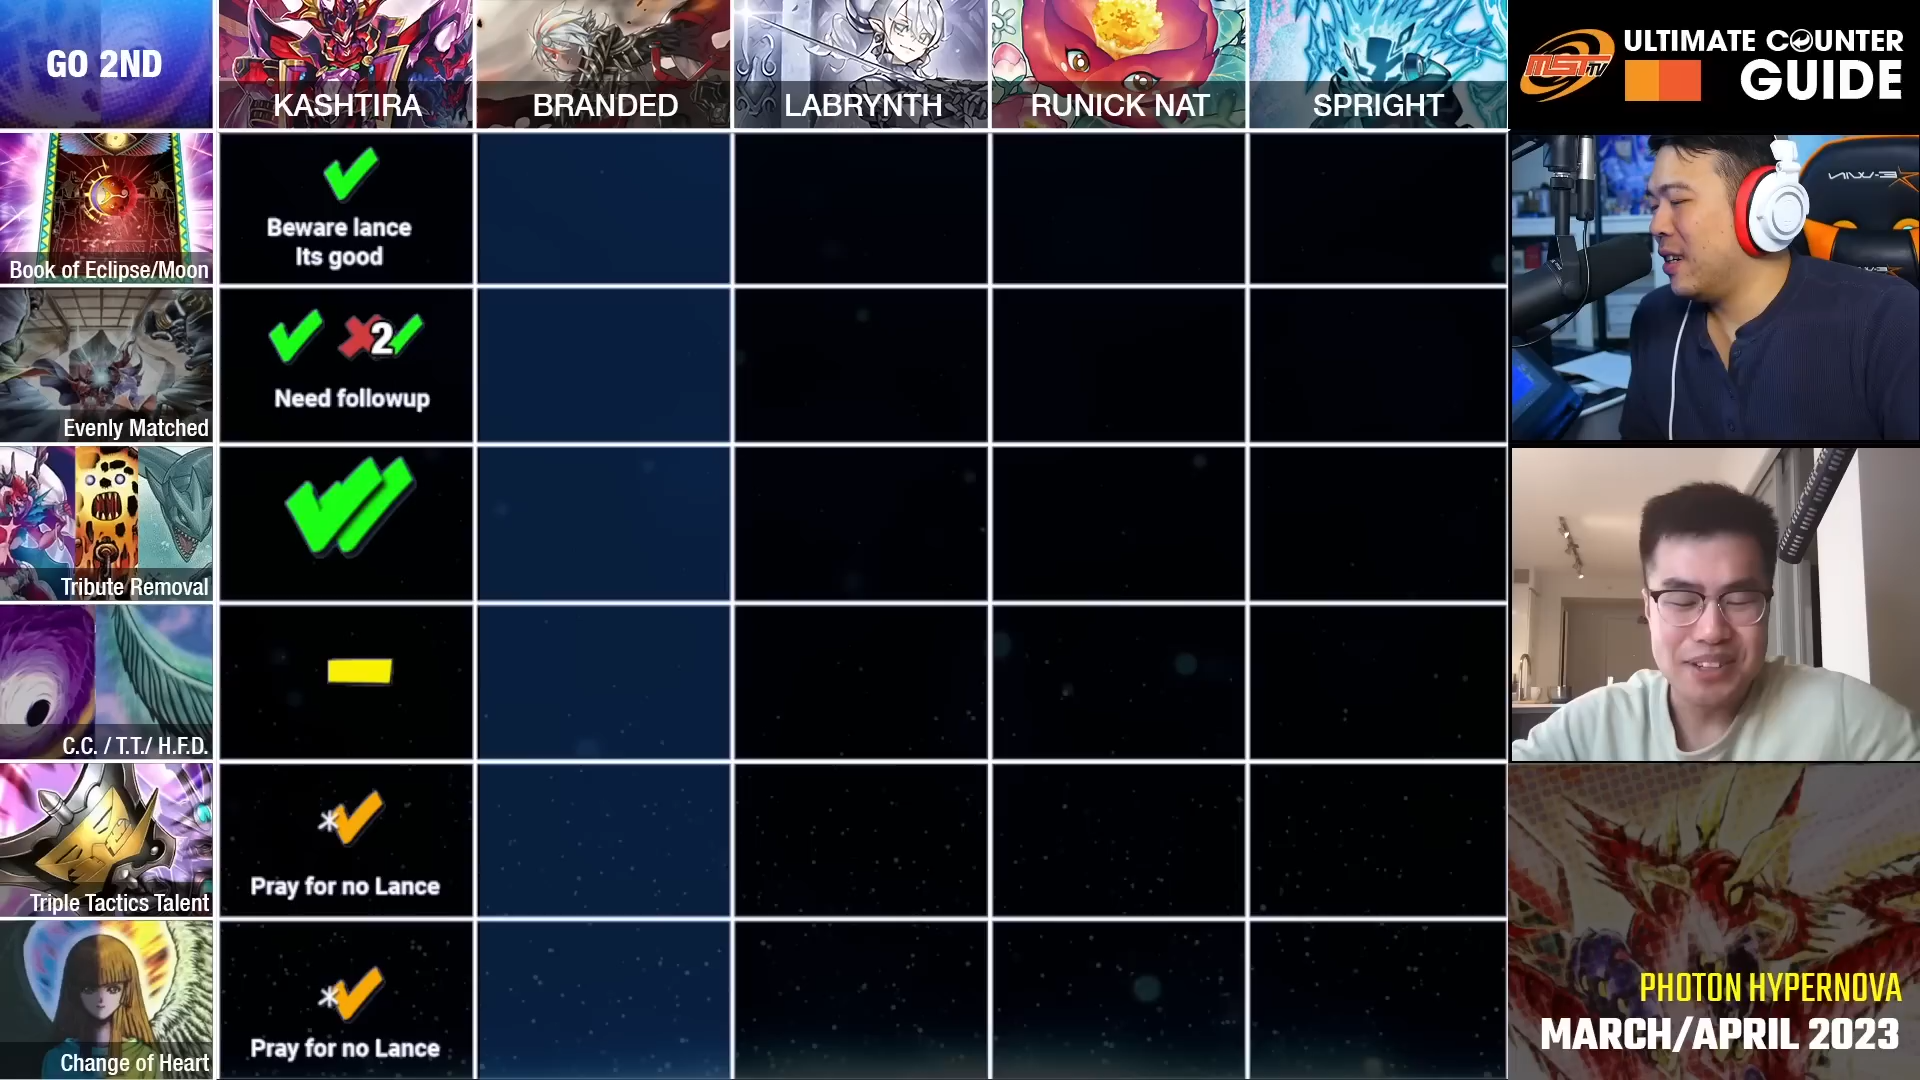 GO 2ND
KASHTIRA
BRANDED
LABRYNTH
RUNICK NAT
SPRIGHT
MSTTV
ULTIMATE COUNTER
GUIDE
Book of Eclipse/Moon
Beware lance
Its good
Evenly Matched
2
Need followup
Tribute Removal
C.C. / T.T./ H.F.D.
Triple Tactics Talent
*
Pray for no Lance
Change of Heart
*
Pray for no Lance
PHOTON HYPERNOVA
MARCH/APRIL 2023